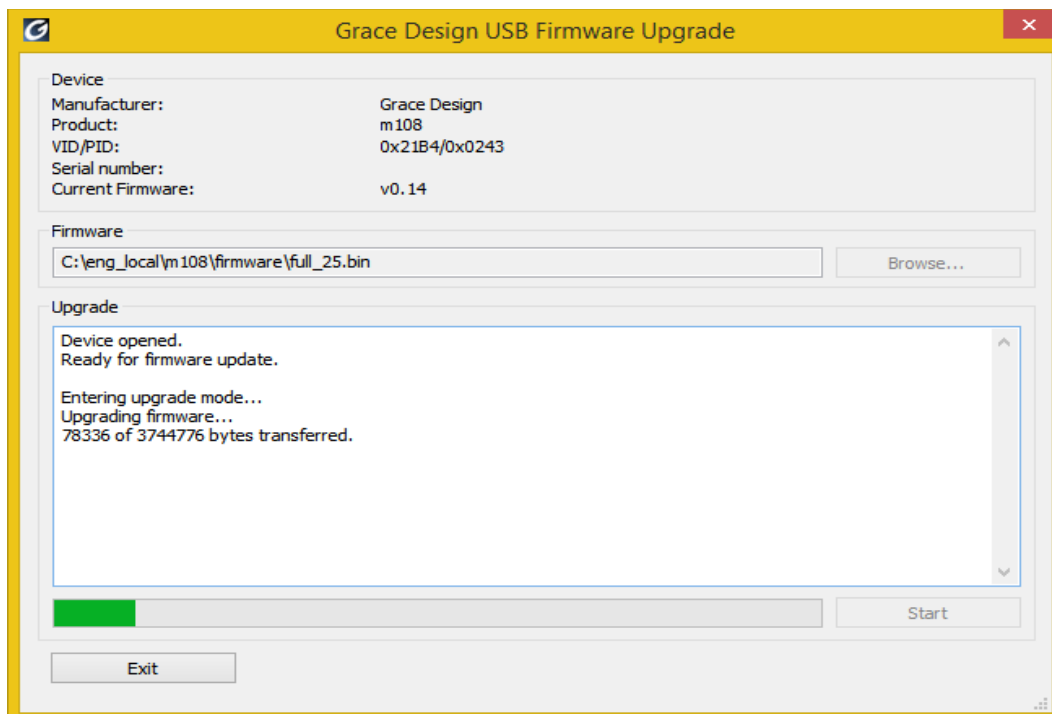 Grace Design USB Firmware Upgrade
Device
Manufacturer: Grace Design
Product: m108
VID/PID: 0x21B4/0x0243
Serial number:
Current Firmware: v0.14
Firmware
C:\eng_local\m108\firmware\full_25.bin
Browse...
Upgrade
Device opened.
Ready for firmware update.
Entering upgrade mode...
Upgrading firmware...
78336 of 3744776 bytes transferred.
Start
Exit